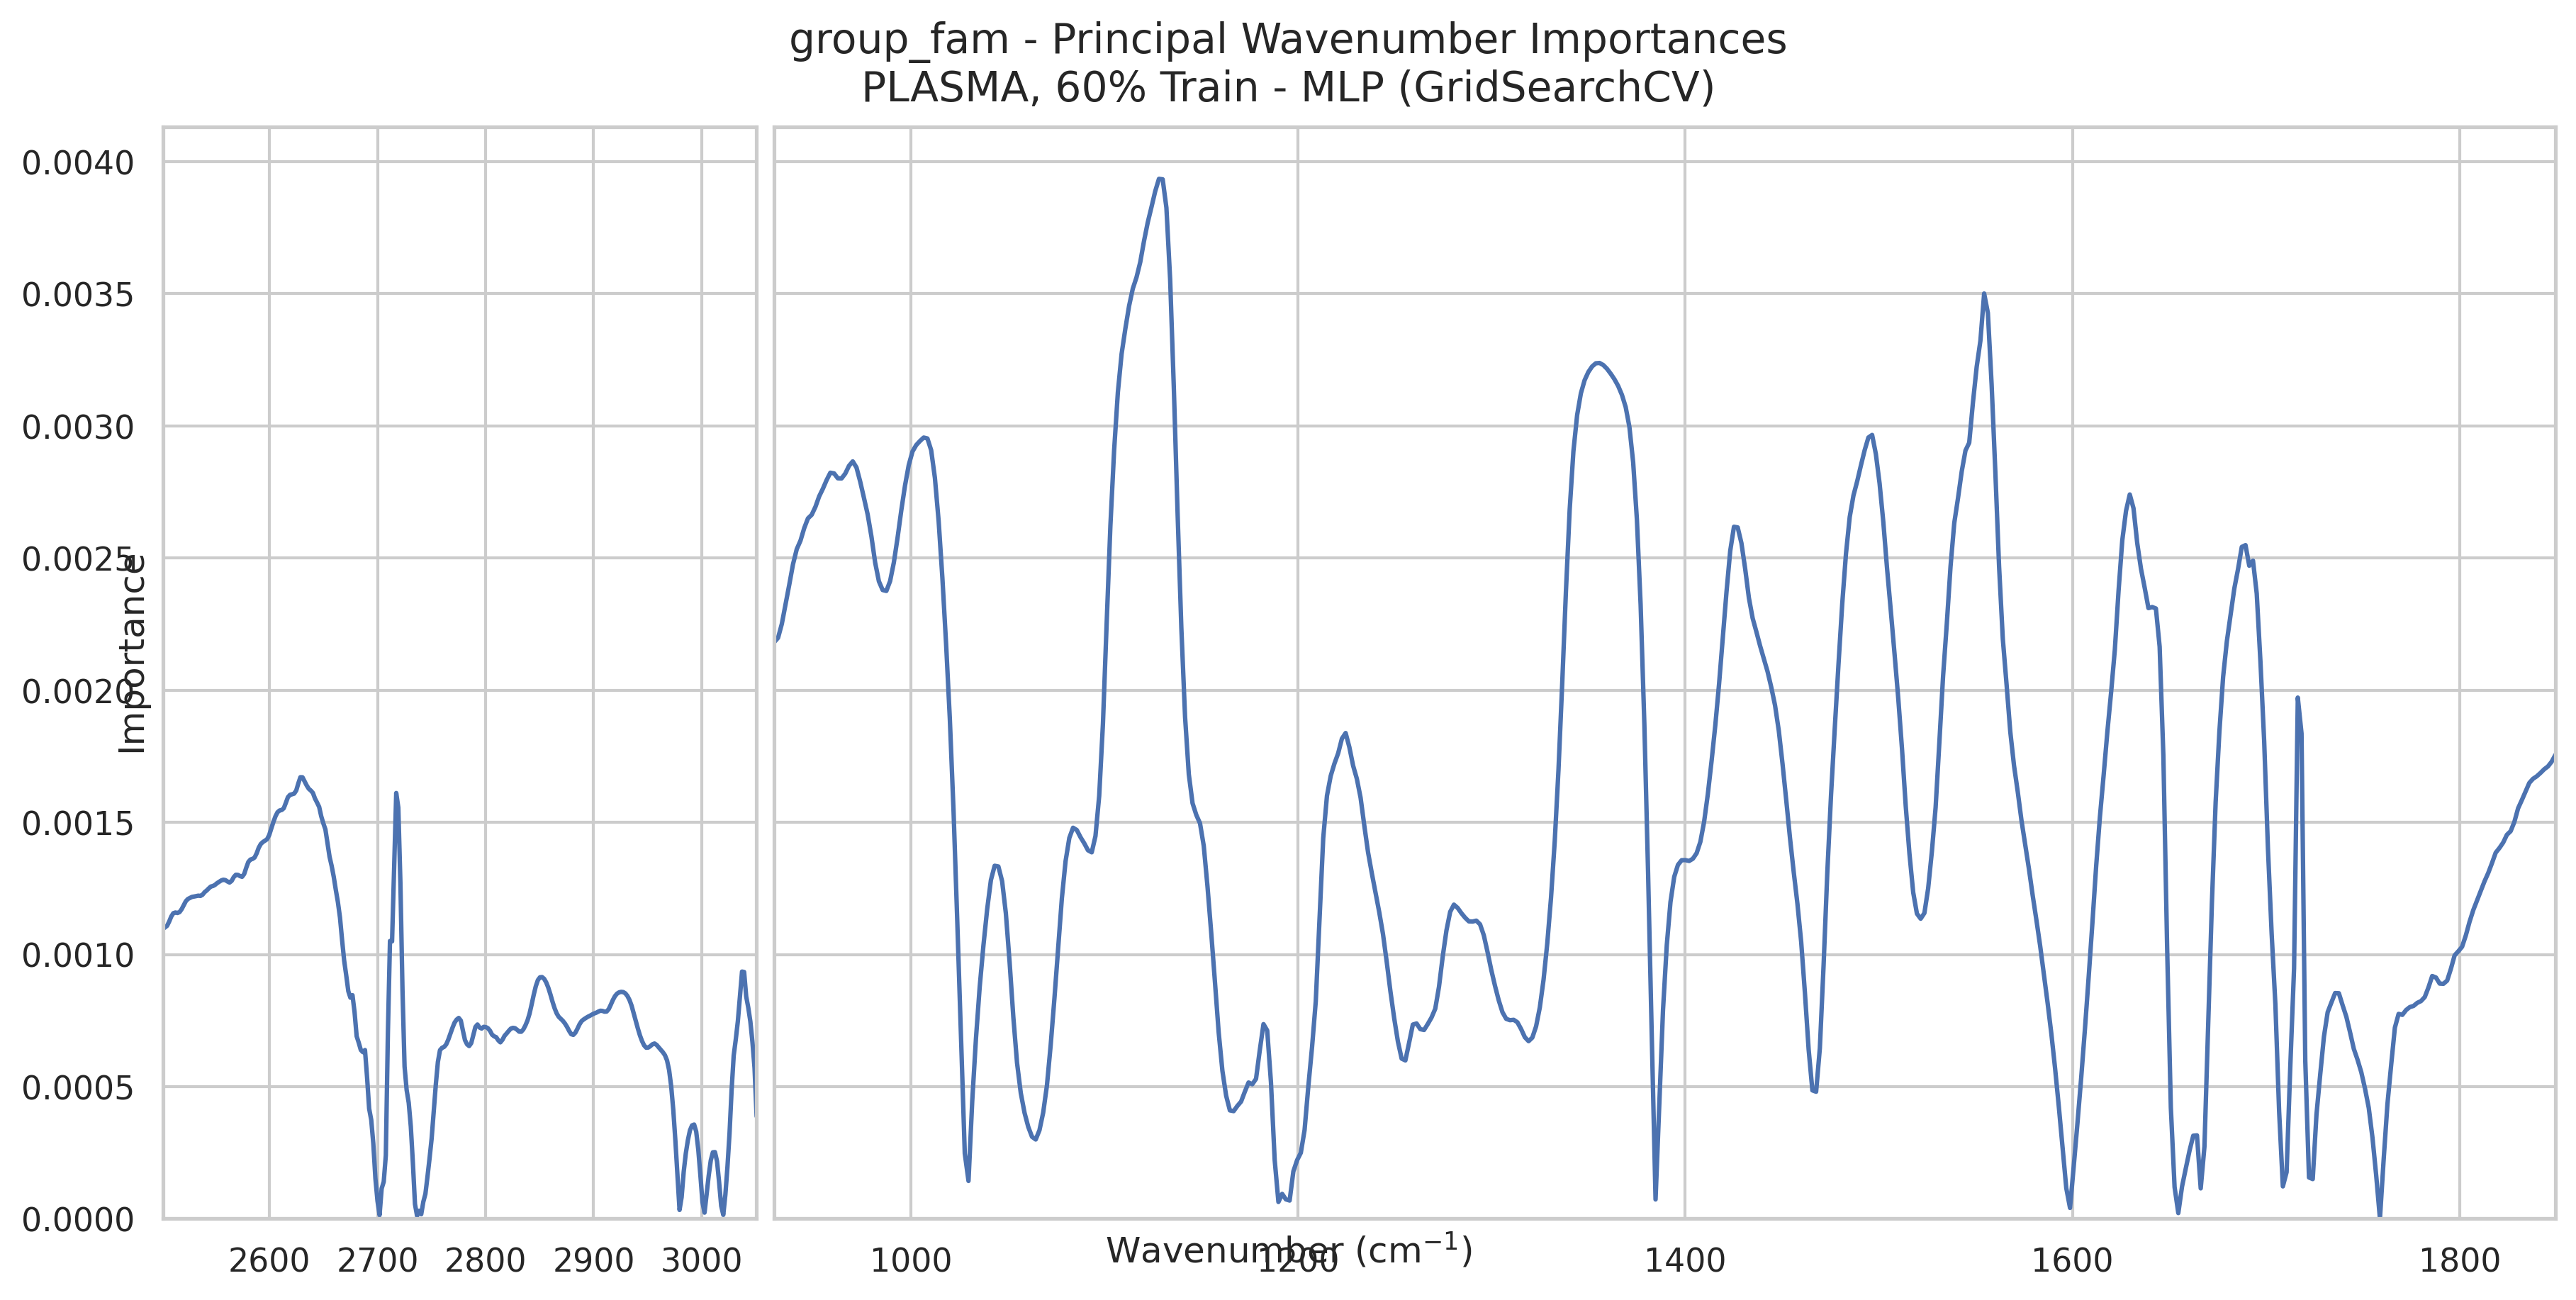 group_fam - Principal Wavenumber Importances
PLASMA, 60% Train - MLP (GridSearchCV)
0.0040
0.0035
0.0030
0.0025
0.0020
0.0015
0.0010
0.0005
0.0000
Importance
2600 2700 2800 2900 3000
1000 1200 1400 1600 1800
Wavenumber (cm⁻¹)